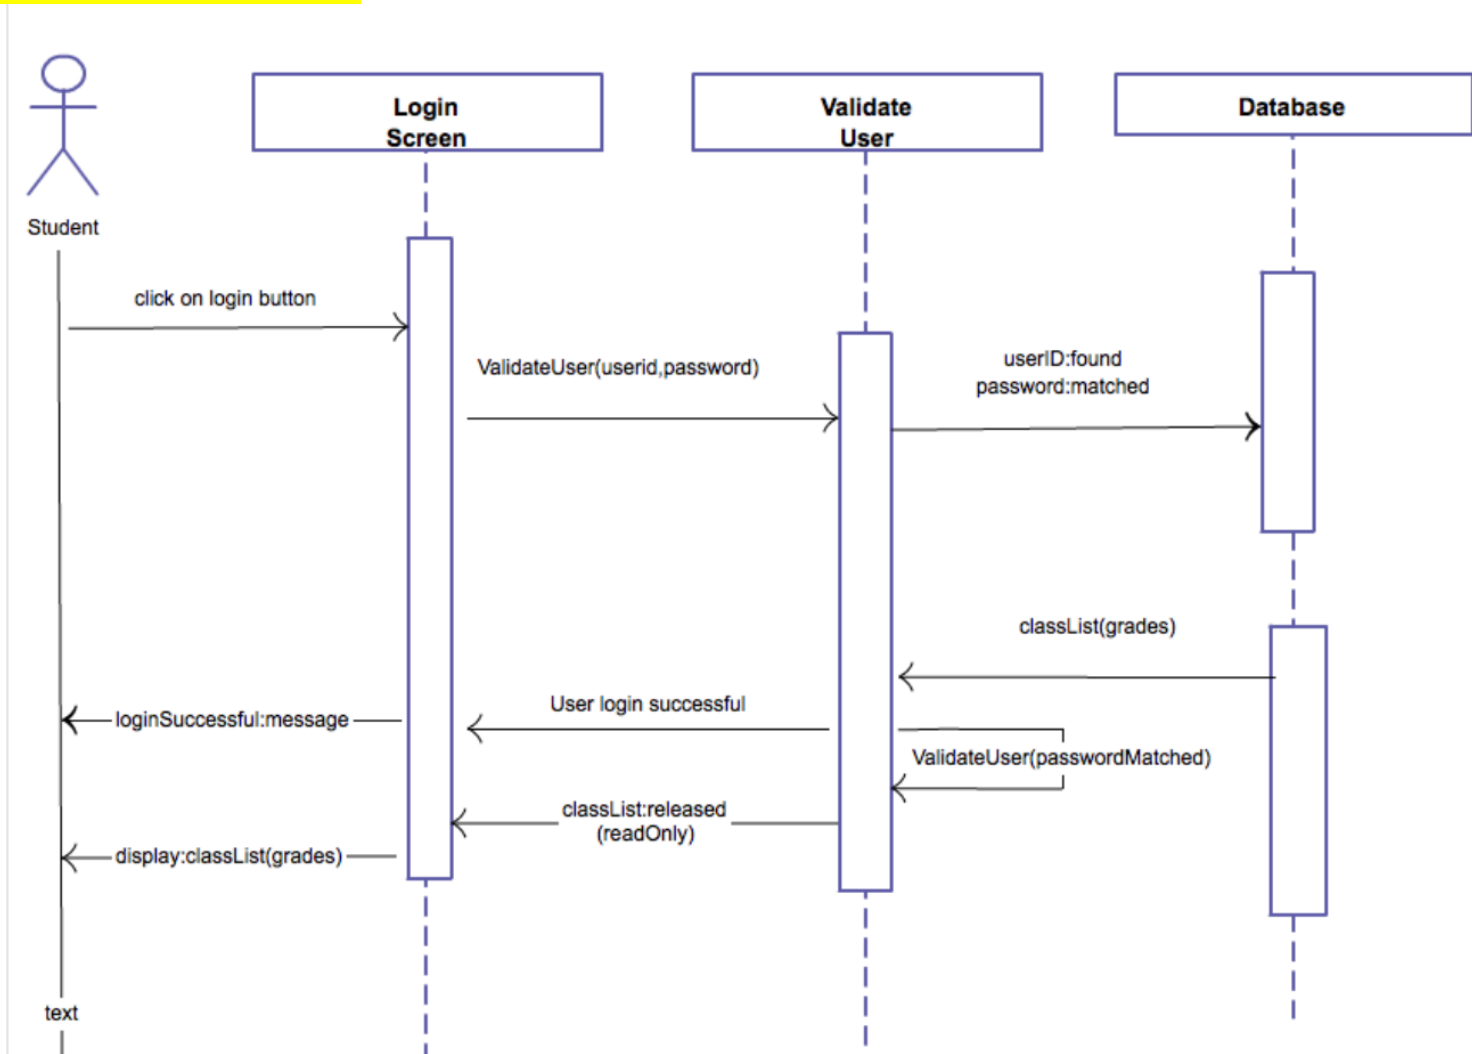 Login
Screen
Validate
User
Database
Student
click on login button
ValidateUser(userid,password)
userID:found
password:matched
classList(grades)
User login successful
loginSuccessful:message
ValidateUser(passwordMatched)
classList:released
(readOnly)
display:classList(grades)
text